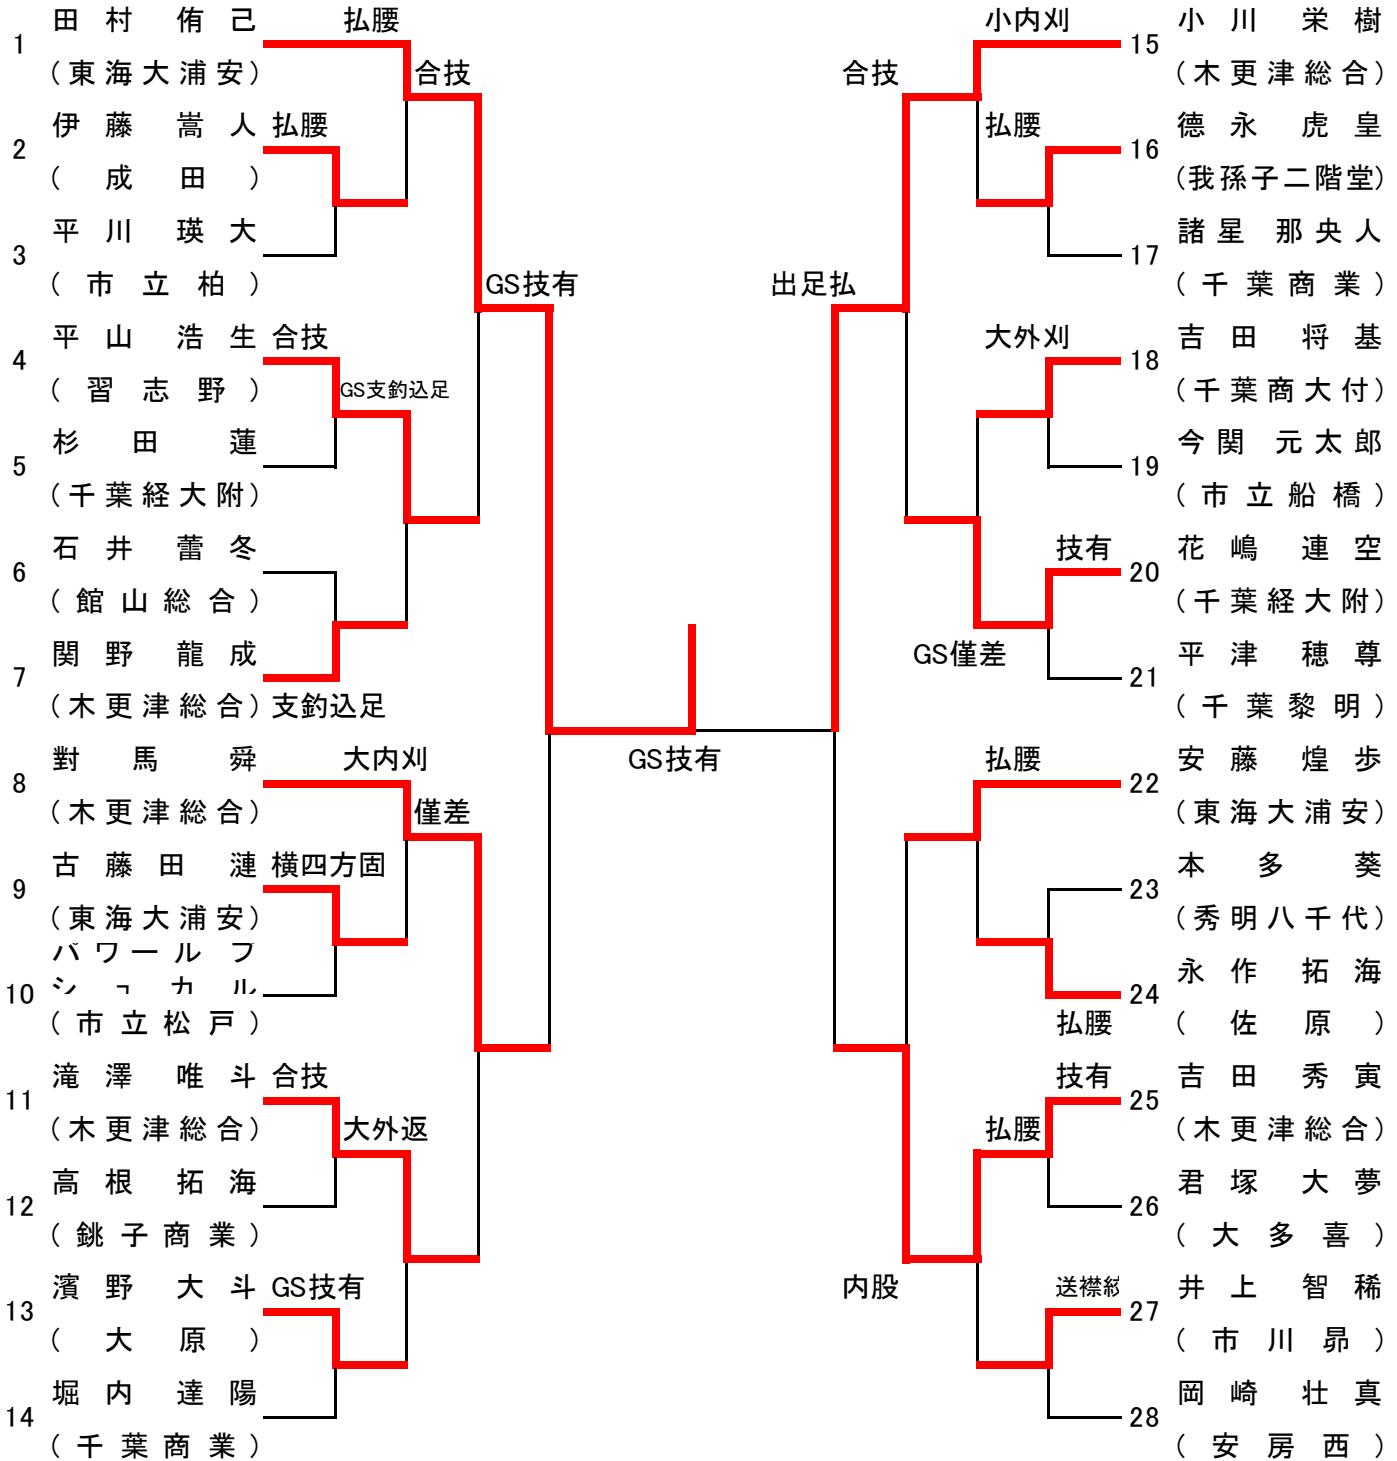 田村 侑己 払腰
1
(東海大浦安) 合技
伊藤 嵩人 払腰
2
(成田)
平川 瑛大
3
(市立柏) GS技有
平山 浩生 合技
4
(習志野) GS支釣込足
杉田 蓮
5
(千葉経大附)
石井 蕾冬
6
(館山総合)
関野 龍成
7
(木更津総合) 支釣込足
對馬 舜 大内刈
8
(木更津総合) 僅差
古藤田 漣 横四方固
9
(東海大浦安)
パワールプ
10 シュカル
(市立松戸)
滝澤 唯斗 合技
11
(木更津総合) 大外返
高根 拓海
12
(銚子商業)
濱野 大斗 GS技有
13
(大原)
堀内 達陽
14
(千葉商業)
GS技有
小内刈 小川 栄樹
15
合技 (木更津総合)
払腰 德永 虎皇
16
(我孫子二階堂)
諸星 那央人
17
出足払 (千葉商業)
大外刈 吉田 将基
18
(千葉商大付)
今関 元太郎
19
(市立船橋)
技有 花嶋 連空
20
(千葉経大附)
GS僅差 平津 穂尊
21
(千葉黎明)
払腰 安藤 煌歩
22
(東海大浦安)
本多 葵
23
(秀明八千代)
永作 拓海
24
払腰 (佐原)
技有 吉田 秀寅
25
払腰 (木更津総合)
君塚 大夢
26
(大多喜)
内股 送襟絞 井上 智稀
27
(市川昴)
岡崎 壮真
28
(安房西)